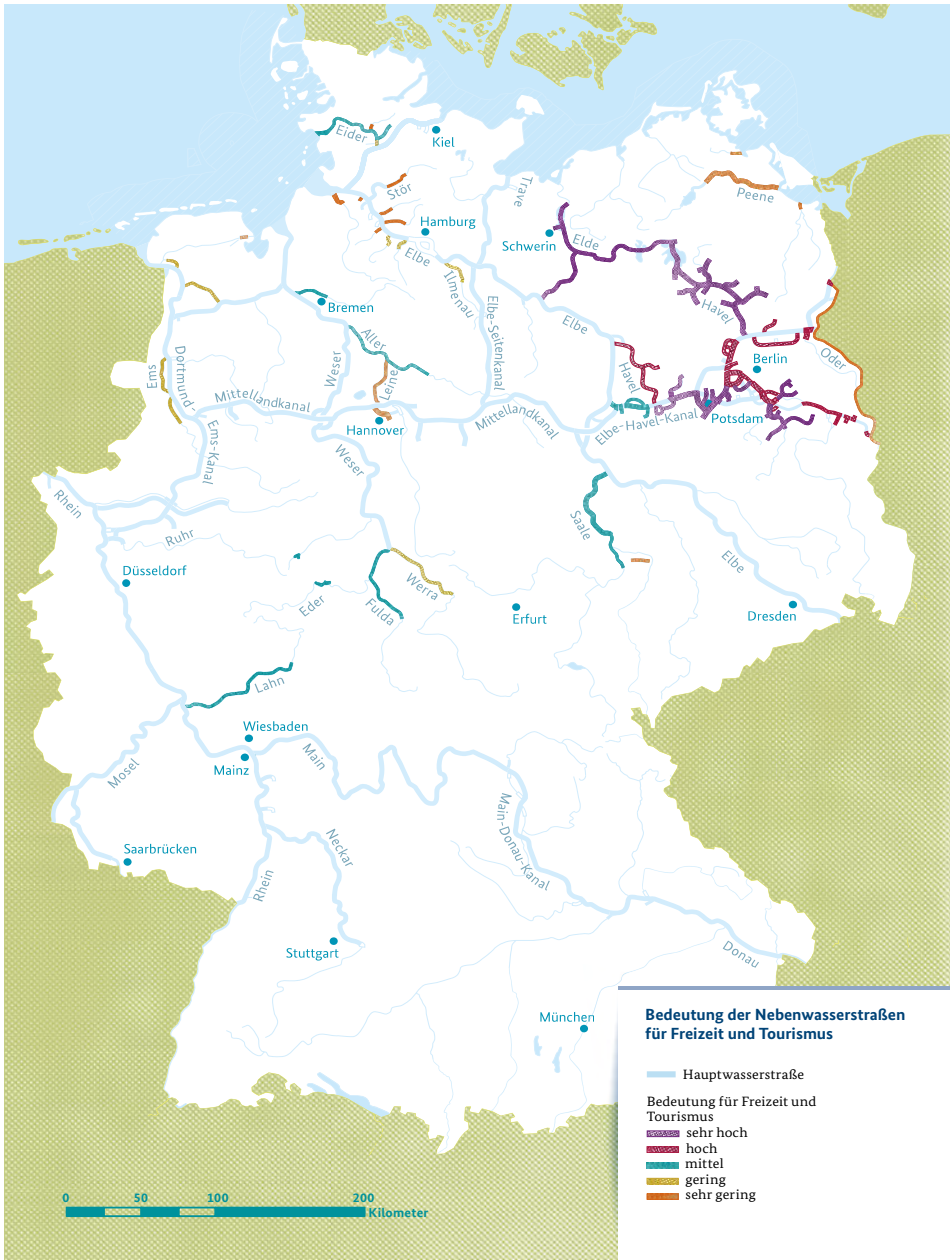 Eider
Kiel
Stör
Trave
Peene
Hamburg
Schwerin
Elde
Elbe
Ilmenau
Havel
Bremen
Elbe-Seitenkanal
Elbe
Aller
Weser
Berlin
Oder
Ems
Dortmund-
Ems-Kanal
Leine
Havel
Mittellandkanal
Mittellandkanal
Elbe-Havel-Kanal
Potsdam
Hannover
Weser
Rhein
Ruhr
Saale
Elbe
Düsseldorf
Eder
Fulda
Werra
Erfurt
Dresden
Lahn
Wiesbaden
Mainz
Main
Mosel
Main-Donau-Kanal
Saarbrücken
Neckar
Rhein
Stuttgart
Donau
München
Bedeutung der Nebenwasserstraßen
für Freizeit und Tourismus
Hauptwasserstraße
Bedeutung für Freizeit und
Tourismus
sehr hoch
hoch
mittel
gering
sehr gering
0 50 100 200
Kilometer